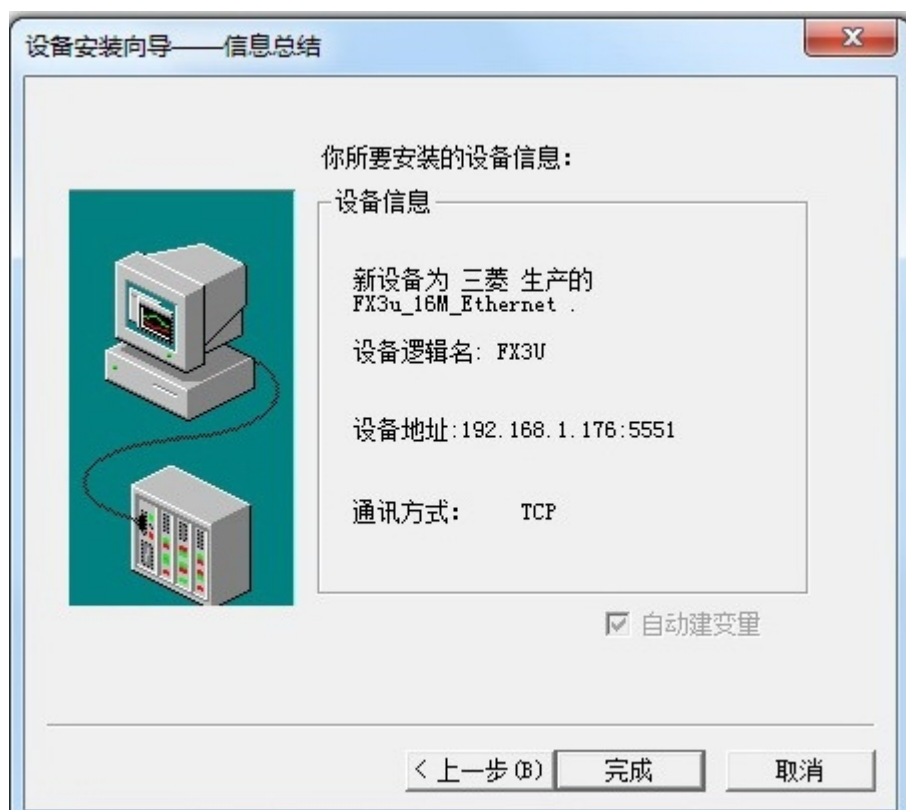 设备安装向导——信息总结
你所要安装的设备信息：
设备信息
新设备为 三菱 生产的
FX3u_16M_Ethernet .
设备逻辑名: FX3U
设备地址:192.168.1.176:5551
通讯方式： TCP
自动建变量
< 上一步(B)
完成
取消